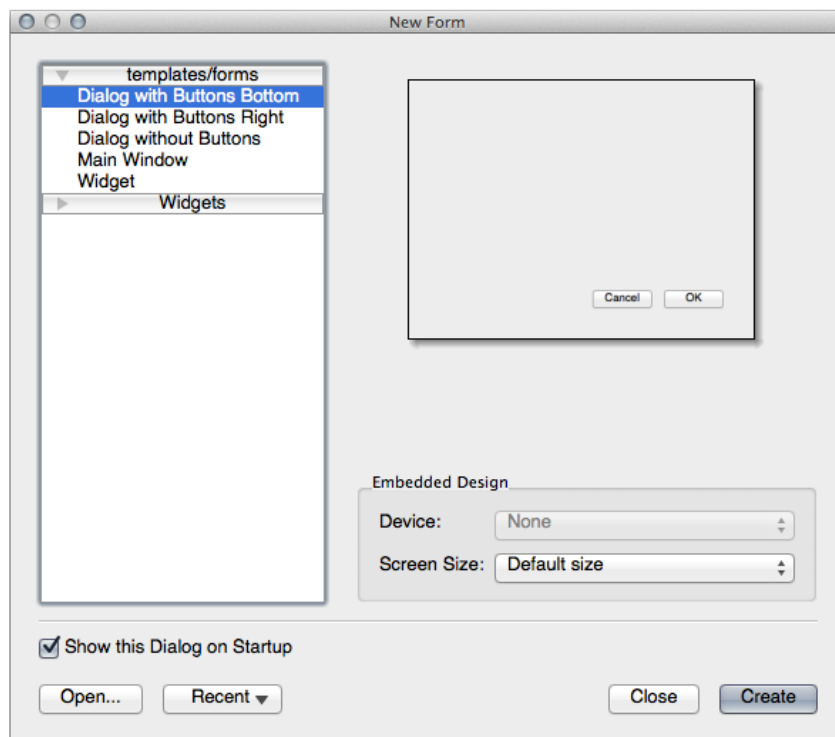 New Form
templates/forms
Dialog with Buttons Bottom
Dialog with Buttons Right
Dialog without Buttons
Main Window
Widget
Widgets
Cancel OK
Embedded Design
Device: None
Screen Size: Default size
Show this Dialog on Startup
Open... Recent Close Create